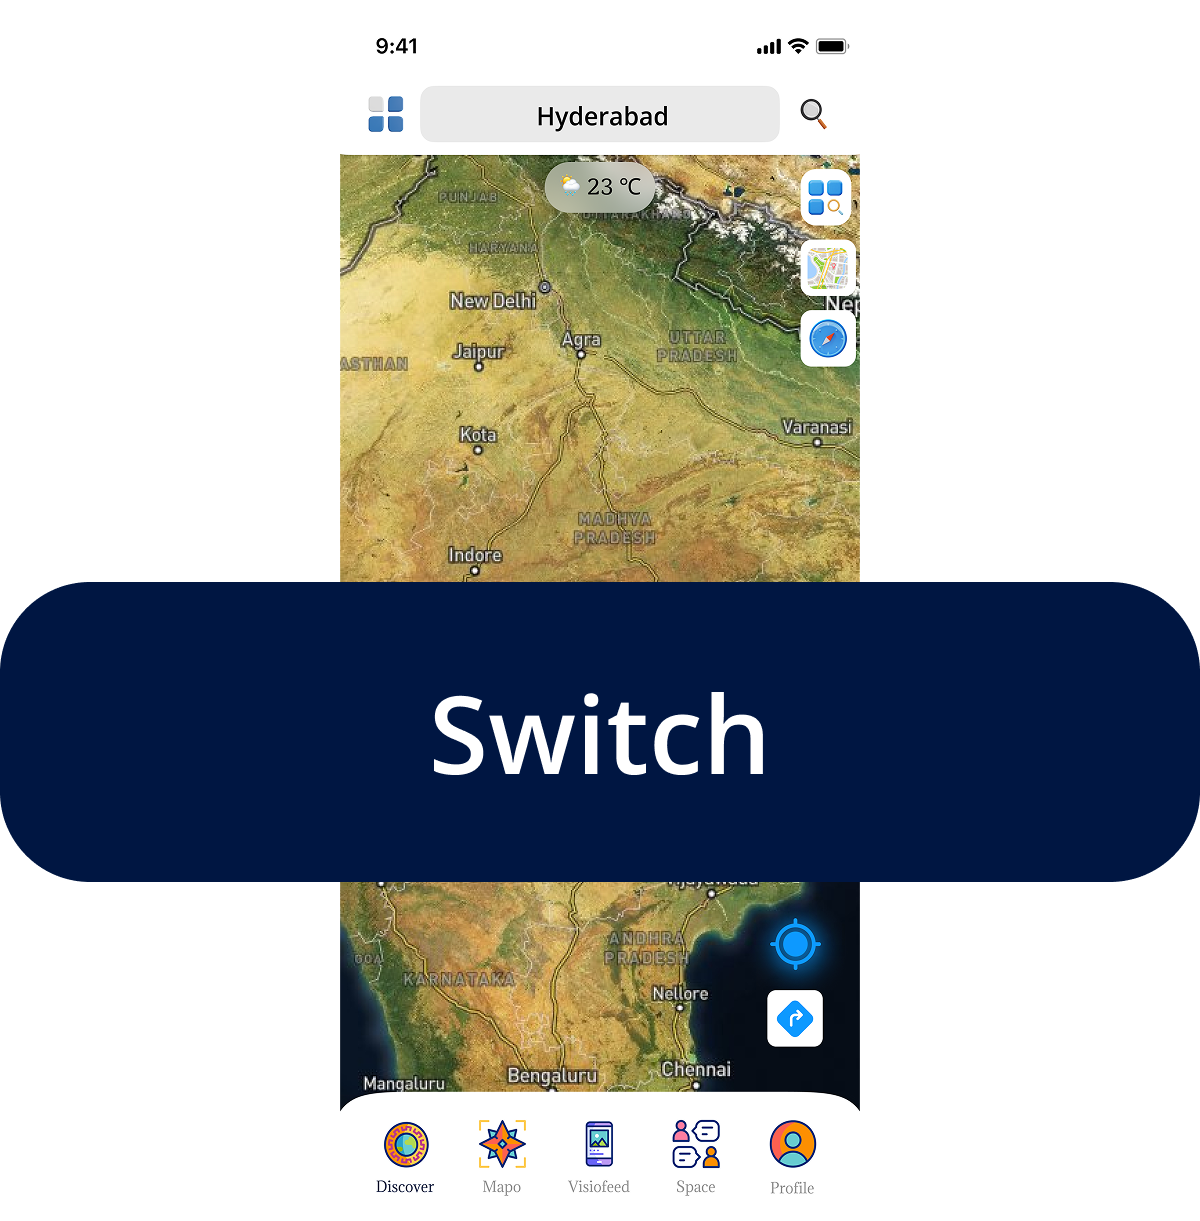 9:41
Hyderabad
23 °C
PUNJAB
UTTARAKHAND
HARYANA
New Delhi
Nep
Agra
UTTAR
PRADESH
Jaipur
ASTHAN
Varanasi
Kota
MADHYA
PRADESH
Indore
Switch
ANDHRA
PRADESH
GOA
KARNATAKA
Nellore
Chennai
Bengaluru
Mangaluru
Discover Mapo Visiofeed Space Profile